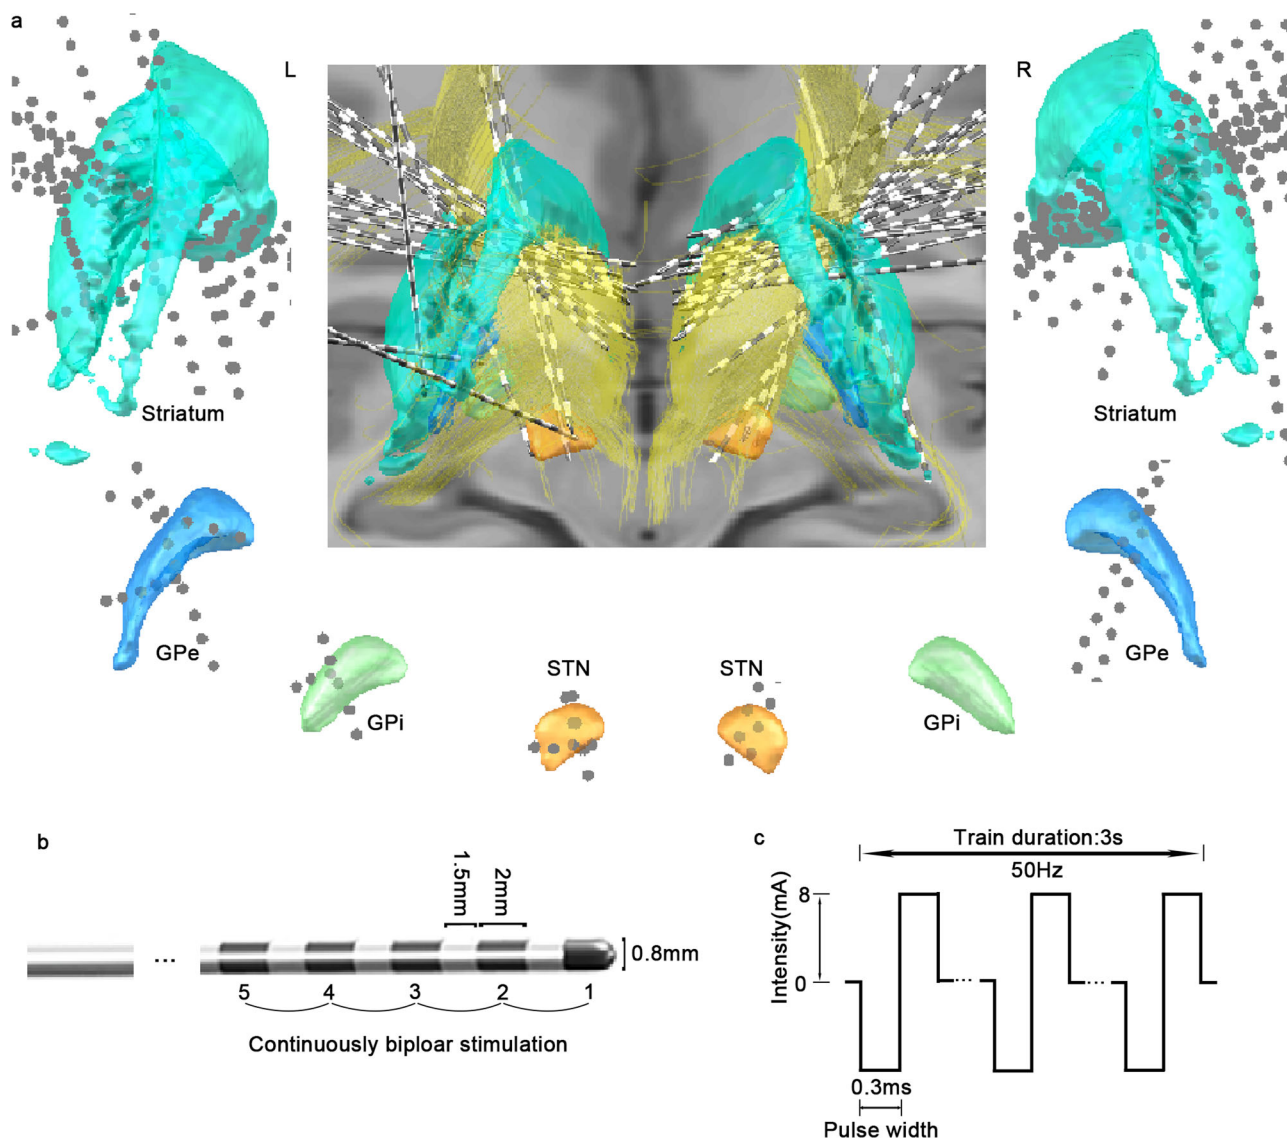 a
L
R
Striatum
Striatum
GPe
GPe
GPi
GPi
STN
STN
b
1.5mm
2mm
0.8mm
...
5 4 3 2 1
Continuously biploar stimulation
c
Train duration:3s
50Hz
Intensity(mA)
8
0
0.3ms
Pulse width